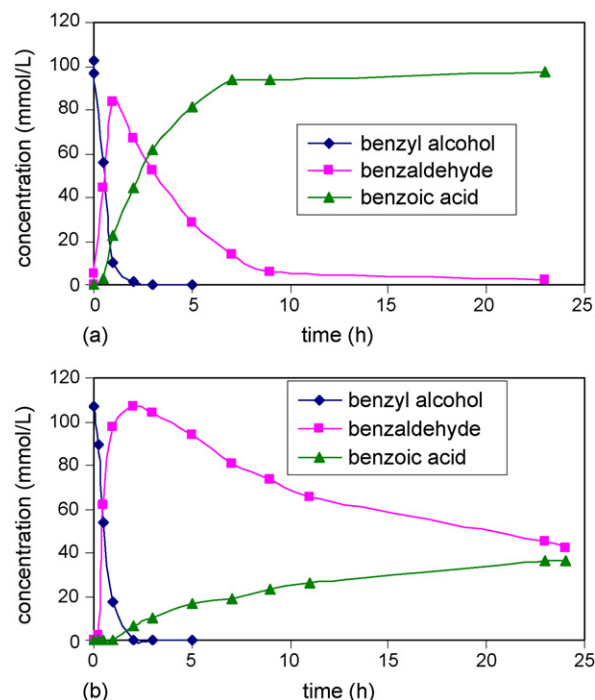 120
100
80
60
40
20
0
concentration (mmol/L)
benzyl alcohol
benzaldehyde
benzoic acid
0 5 10 15 20 25
(a) time (h)
120
100
80
60
40
20
0
concentration (mmol/L)
benzyl alcohol
benzaldehyde
benzoic acid
0 5 10 15 20 25
(b) time (h)